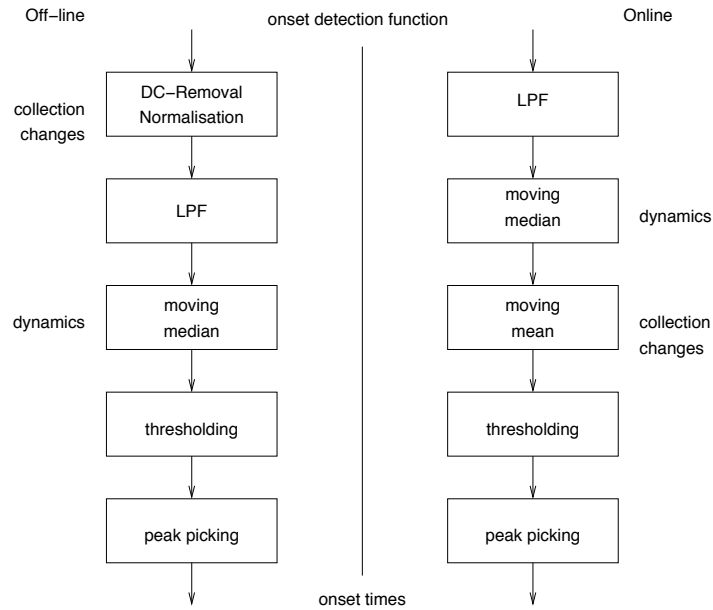 Off−line
onset detection function
Online
collection
changes
DC−Removal
Normalisation
LPF
dynamics
moving
median
thresholding
peak picking
LPF
moving
median
dynamics
moving
mean
collection
changes
thresholding
peak picking
onset times